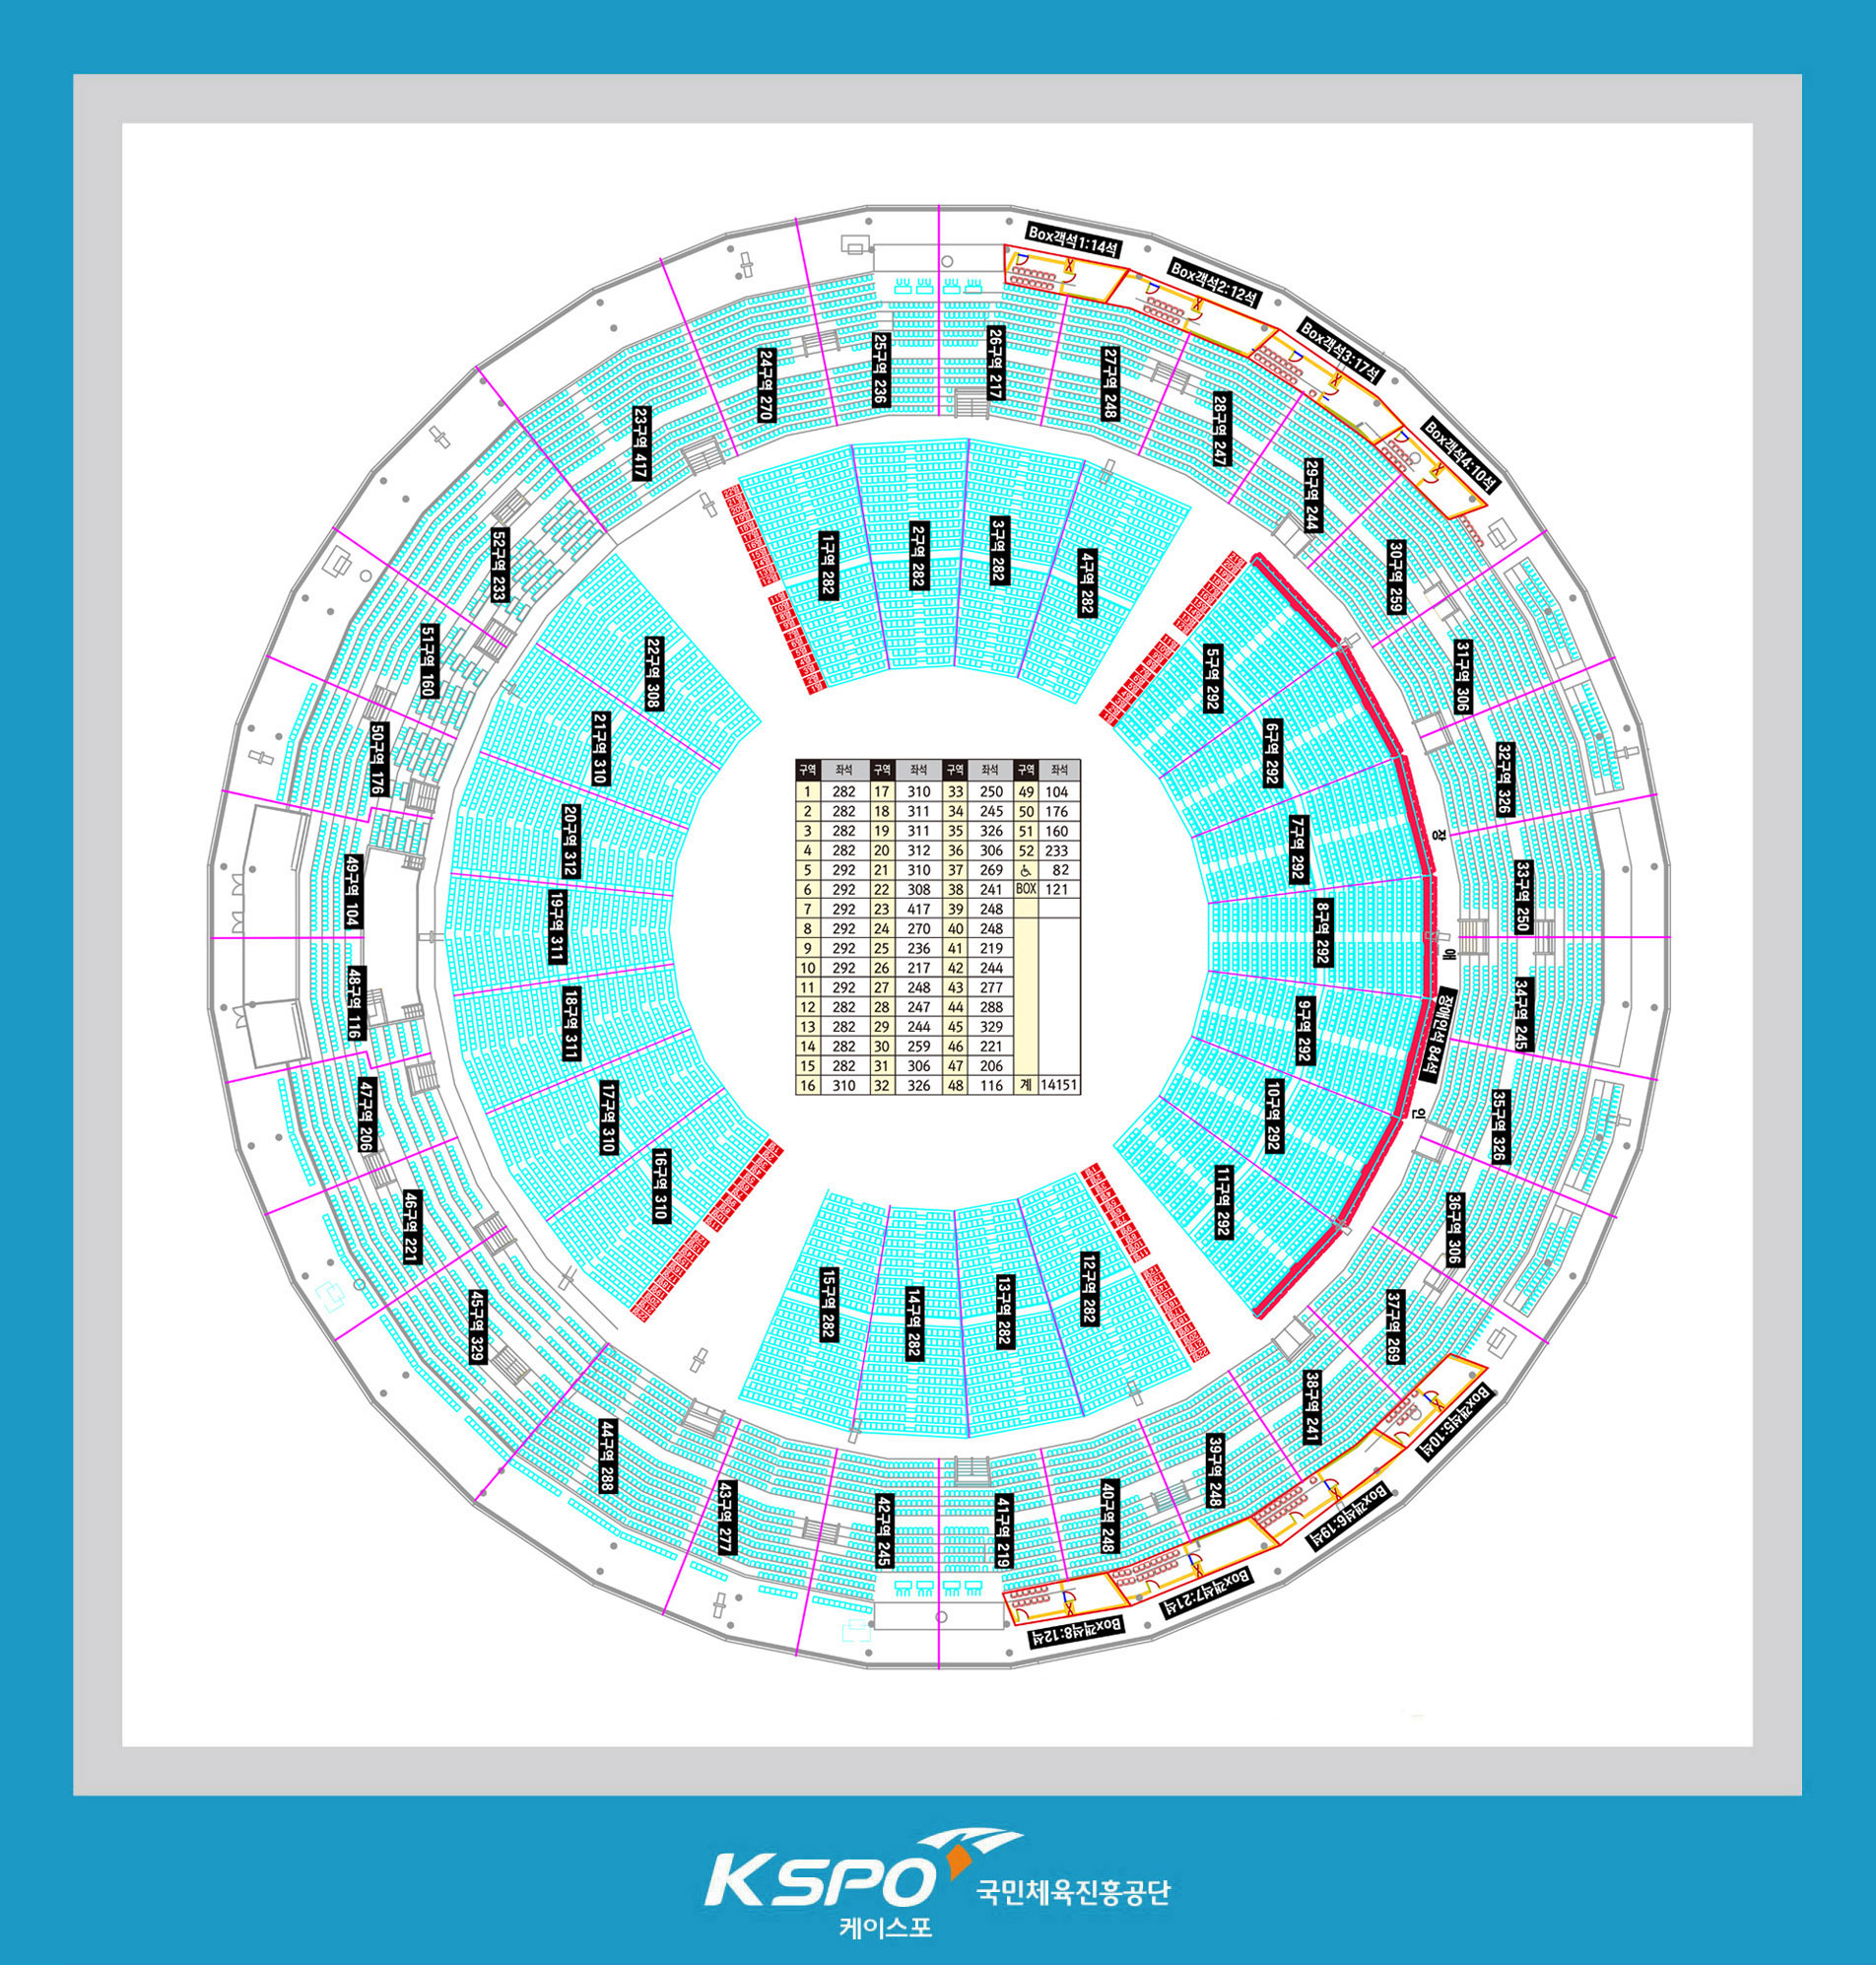 Box객석1:14석
Box객석2:12석
Box객석3:17석
Box객석4:10석
25구역 236
26구역 217
24구역 270
27구역 248
23구역 417
28구역 247
29구역 244
52구역 233
30구역 259
1구역 282
2구역 282
3구역 282
4구역 282
51구역 160
22구역 308
5구역 292
31구역 306
50구역 176
21구역 310
6구역 292
32구역 326
20구역 312
7구역 292
장
49구역 104
19구역 311
8구역 292
33구역 250
애
48구역 116
18구역 311
9구역 292
장애인석 84석
34구역 245
47구역 206
17구역 310
10구역 292
인
35구역 326
46구역 221
16구역 310
11구역 292
36구역 306
45구역 329
15구역 282
14구역 282
13구역 282
12구역 282
37구역 269
44구역 288
38구역 241
43구역 277
42구역 245
41구역 219
40구역 248
39구역 248
Box객석5:10석
Box객석6:19석
Box객석7:21석
Box객석8:12석
구역 좌석 구역 좌석 구역 좌석 구역 좌석
1 282 17 310 33 250 49 104
2 282 18 311 34 245 50 176
3 282 19 311 35 326 51 160
4 282 20 312 36 306 52 233
5 292 21 310 37 269 ♿ 82
6 292 22 308 38 241 BOX 121
7 292 23 417 39 248
8 292 24 270 40 248
9 292 25 236 41 219
10 292 26 217 42 244
11 292 27 248 43 277
12 282 28 247 44 288
13 282 29 244 45 329
14 282 30 259 46 221
15 282 31 306 47 206
16 310 32 326 48 116 계 14151
KSPO 국민체육진흥공단
케이스포